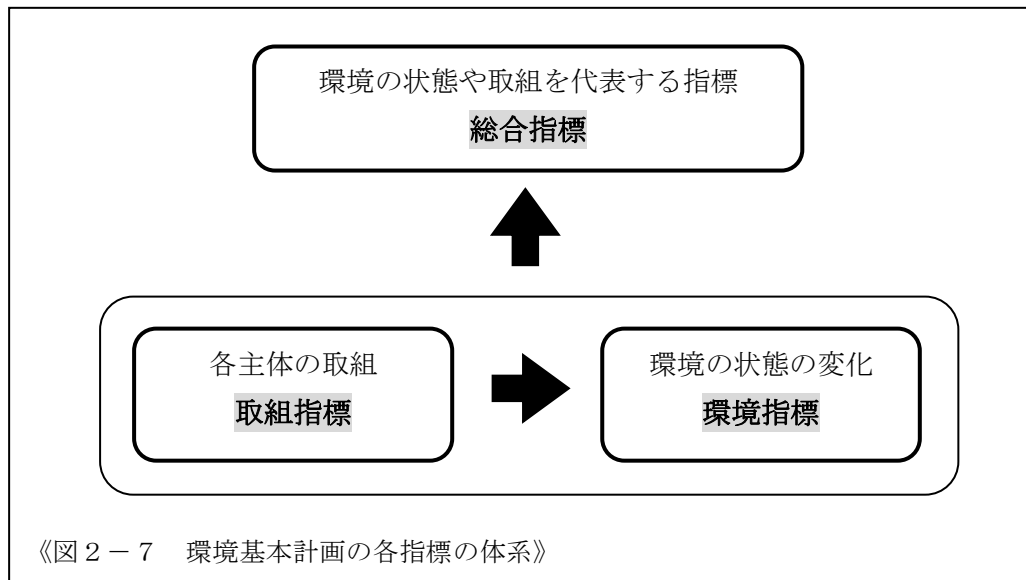 環境の状態や取組を代表する指標
総合指標
各主体の取組
取組指標
環境の状態の変化
環境指標
《図2-7 環境基本計画の各指標の体系》